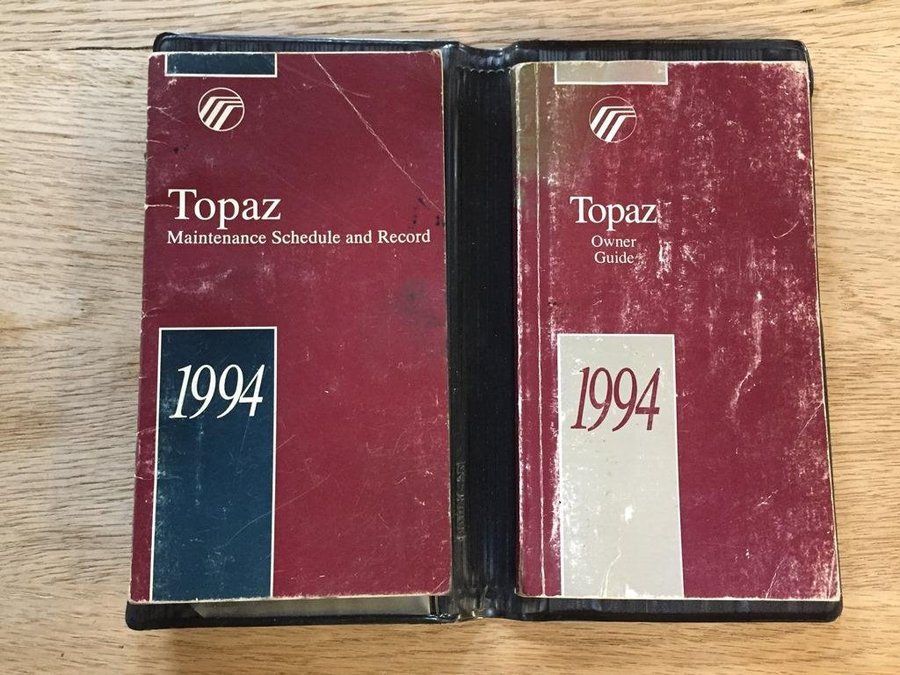 Topaz
Maintenance Schedule and Record
1994
Topaz
Owner
Guide
1994